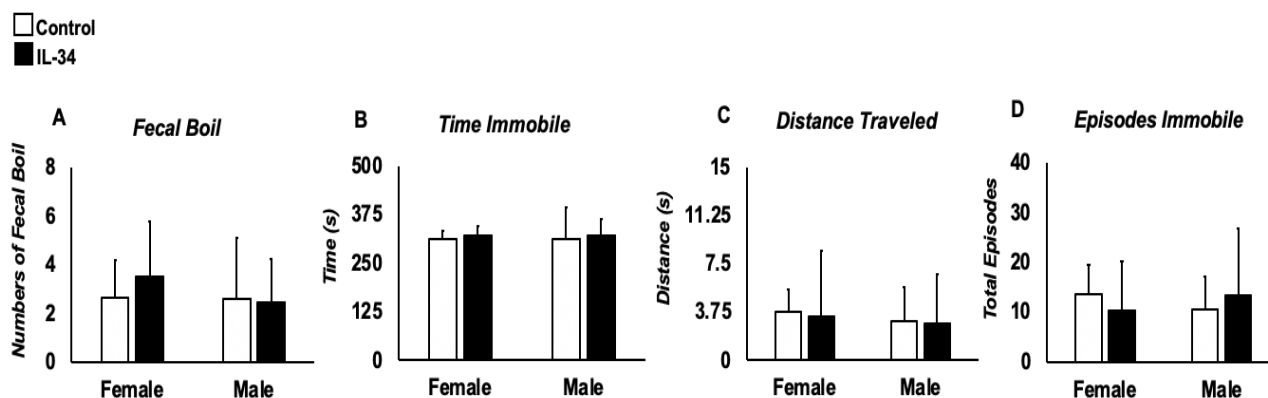 Control
IL-34
A
Fecal Boil
Numbers of Fecal Boil
8
6
4
2
0
Female
Male
B
Time Immobile
Time (s)
500
375
250
125
0
Female
Male
C
Distance Traveled
Distance (s)
15
11.25
7.5
3.75
0
Female
Male
D
Episodes Immobile
Total Episodes
40
30
20
10
0
Female
Male